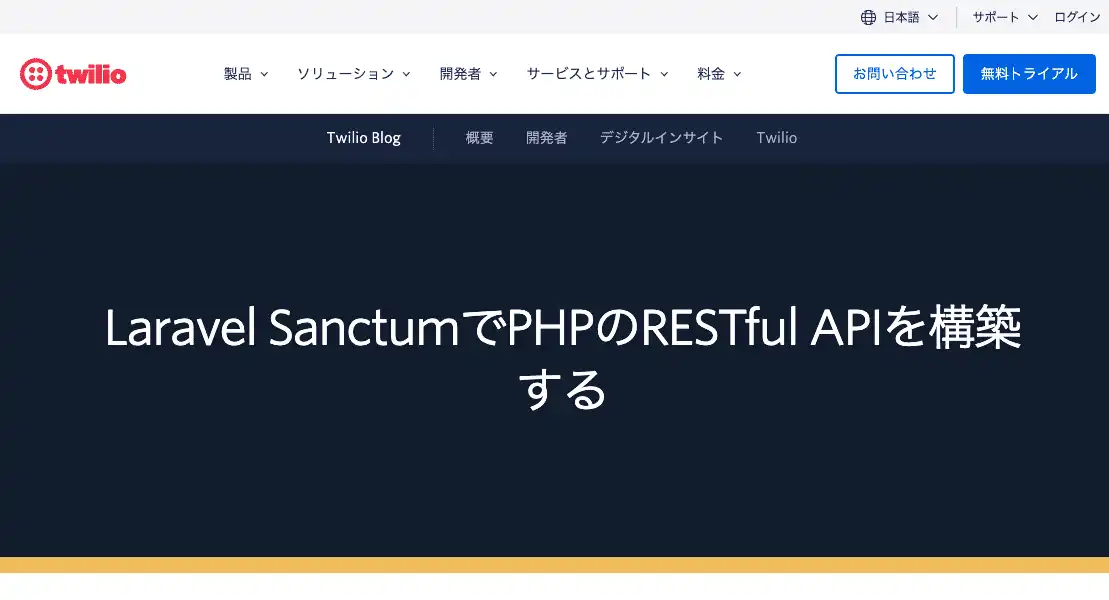 日本語 サポート ログイン
twilio 製品 ソリューション 開発者 サービスとサポート 料金 お問い合わせ 無料トライアル
Twilio Blog 概要 開発者 デジタルインサイト Twilio
Laravel SanctumでPHPのRESTful APIを構築
する